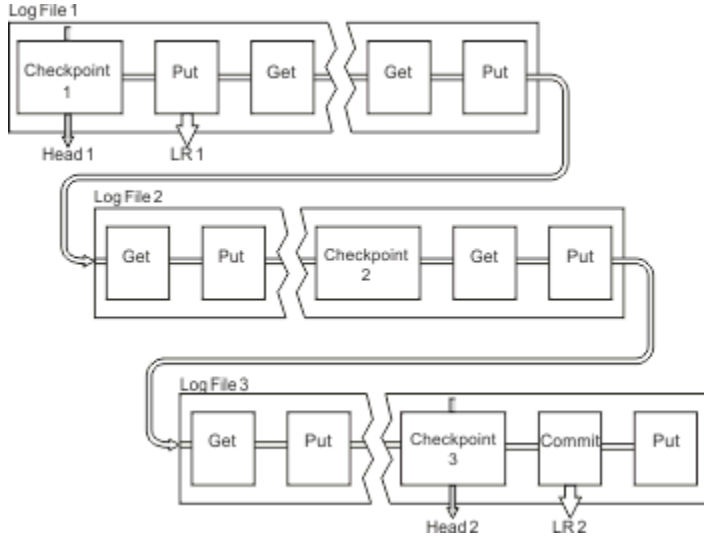 Log File 1
Checkpoint
1
Put
Get
Get
Put
Head 1
LR 1
Log File 2
Get
Put
Checkpoint
2
Get
Put
Log File 3
Get
Put
Checkpoint
3
Commit
Put
Head 2
LR 2